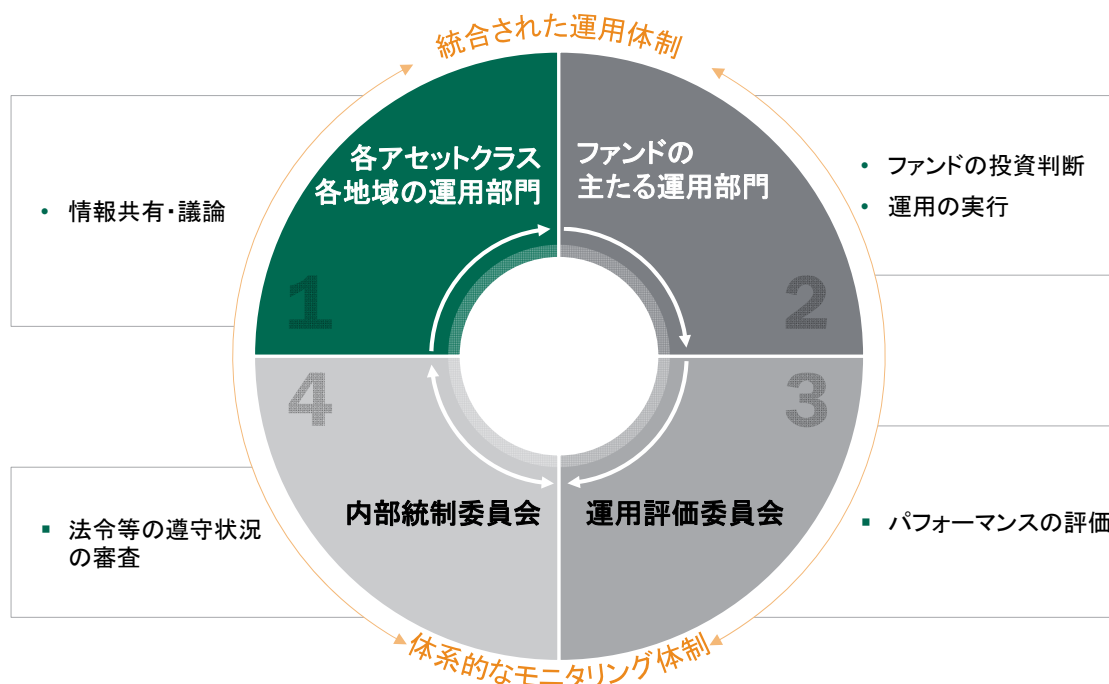 統合された運用体制
各アセットクラス
各地域の運用部門
ファンドの
主たる運用部門
• 情報共有・議論
• ファンドの投資判断
• 運用の実行
1
2
4
3
内部統制委員会
運用評価委員会
▪ 法令等の遵守状況
の審査
▪ パフォーマンスの評価
体系的なモニタリング体制